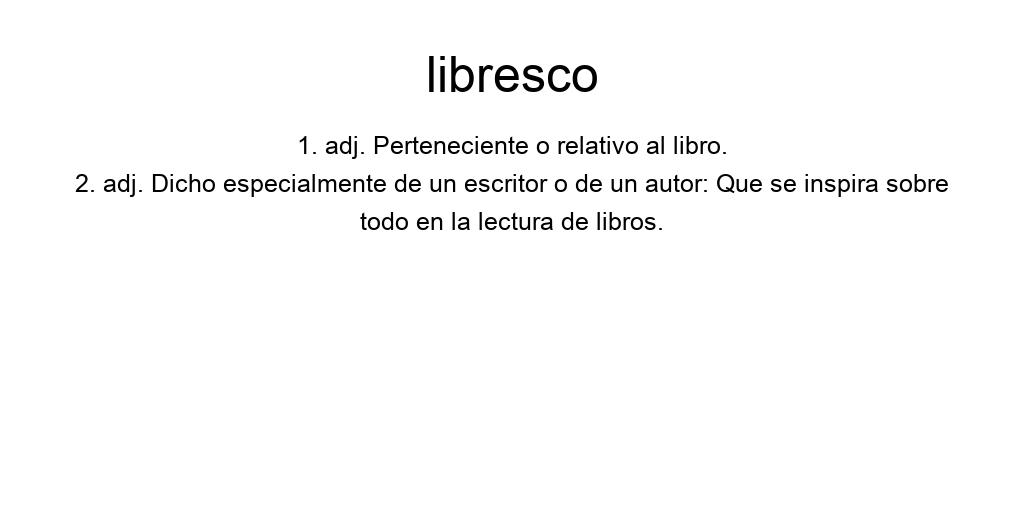 libresco
1. adj. Perteneciente o relativo al libro.
2. adj. Dicho especialmente de un escritor o de un autor: Que se inspira sobre
todo en la lectura de libros.